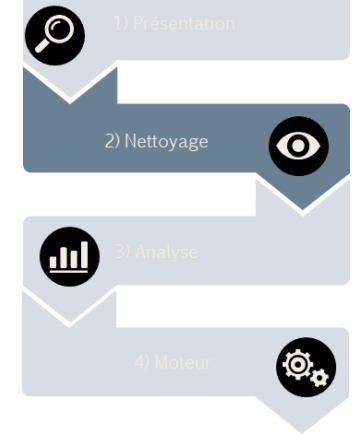 1) Présentation
2) Nettoyage
3) Analyse
4) Moteur